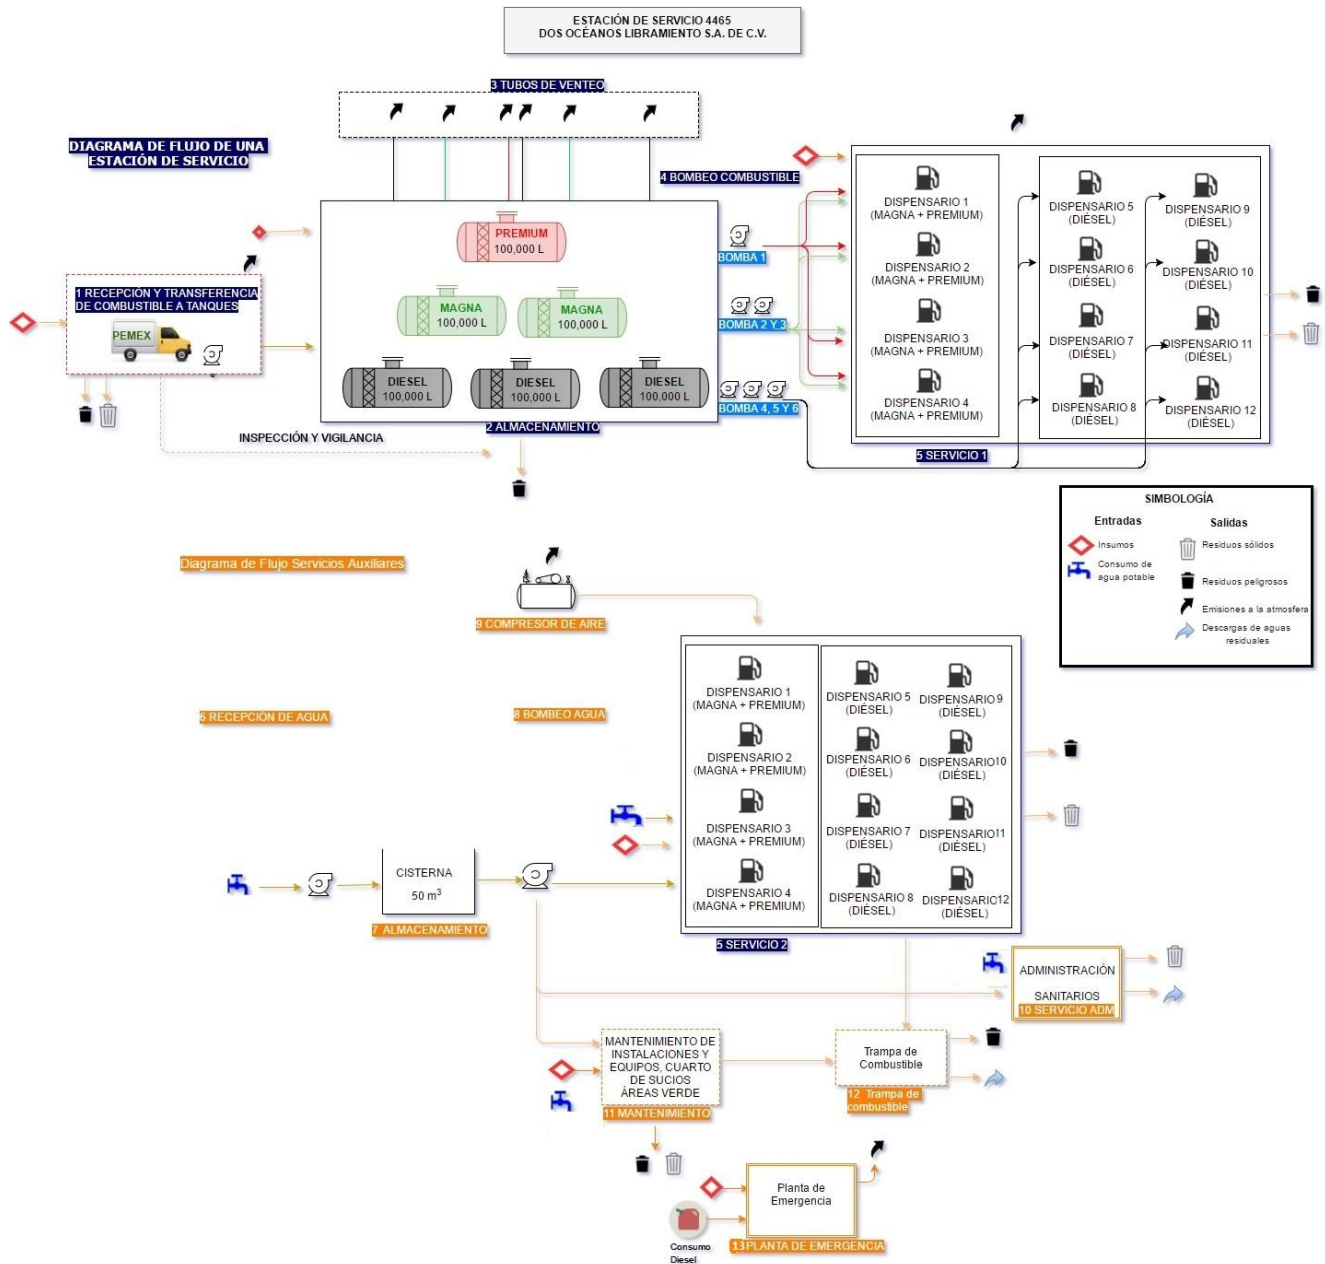 ESTACIÓN DE SERVICIO 4465
DOS OCÉANOS LIBRAMIENTO S.A. DE C.V.
3 TUBOS DE VENTEO
DIAGRAMA DE FLUJO DE UNA
ESTACIÓN DE SERVICIO
4 BOMBEO COMBUSTIBLE
1 RECEPCIÓN Y TRANSFERENCIA
DE COMBUSTIBLE A TANQUES
PEMEX
PREMIUM
100,000 L
MAGNA
100,000 L
MAGNA
100,000 L
DIESEL
100,000 L
DIESEL
100,000 L
DIESEL
100,000 L
2 ALMACENAMIENTO
INSPECCIÓN Y VIGILANCIA
BOMBA 1
BOMBA 2 Y 3
BOMBA 4, 5 Y 6
DISPENSARIO 1
(MAGNA + PREMIUM)
DISPENSARIO 2
(MAGNA + PREMIUM)
DISPENSARIO 3
(MAGNA + PREMIUM)
DISPENSARIO 4
(MAGNA + PREMIUM)
DISPENSARIO 5
(DIÉSEL)
DISPENSARIO 6
(DIÉSEL)
DISPENSARIO 7
(DIÉSEL)
DISPENSARIO 8
(DIÉSEL)
DISPENSARIO 9
(DIÉSEL)
DISPENSARIO 10
(DIÉSEL)
DISPENSARIO 11
(DIÉSEL)
DISPENSARIO 12
(DIÉSEL)
5 SERVICIO 1
SIMBOLOGÍA
Entradas
Insumos
Consumo de
agua potable
Salidas
Residuos sólidos
Residuos peligrosos
Emisiones a la atmosfera
Descargas de aguas
residuales
Diagrama de Flujo Servicios Auxiliares
9 COMPRESOR DE AIRE
6 RECEPCIÓN DE AGUA
8 BOMBEO AGUA
DISPENSARIO 1
(MAGNA + PREMIUM)
DISPENSARIO 2
(MAGNA + PREMIUM)
DISPENSARIO 3
(MAGNA + PREMIUM)
DISPENSARIO 4
(MAGNA + PREMIUM)
DISPENSARIO 5
(DIÉSEL)
DISPENSARIO 6
(DIÉSEL)
DISPENSARIO 7
(DIÉSEL)
DISPENSARIO 8
(DIÉSEL)
DISPENSARIO 9
(DIÉSEL)
DISPENSARIO10
(DIÉSEL)
DISPENSARIO 11
(DIÉSEL)
DISPENSARIO12
(DIÉSEL)
5 SERVICIO 2
CISTERNA
50 m³
7 ALMACENAMIENTO
ADMINISTRACIÓN
SANITARIOS
10 SERVICIO ADM
MANTENIMIENTO DE
INSTALACIONES Y
EQUIPOS, CUARTO
DE SUCIOS
ÁREAS VERDE
11 MANTENIMIENTO
Trampa de
Combustible
12 Trampa de
combustible
Planta de
Emergencia
13 PLANTA DE EMERGENCIA
Consumo
Diesel